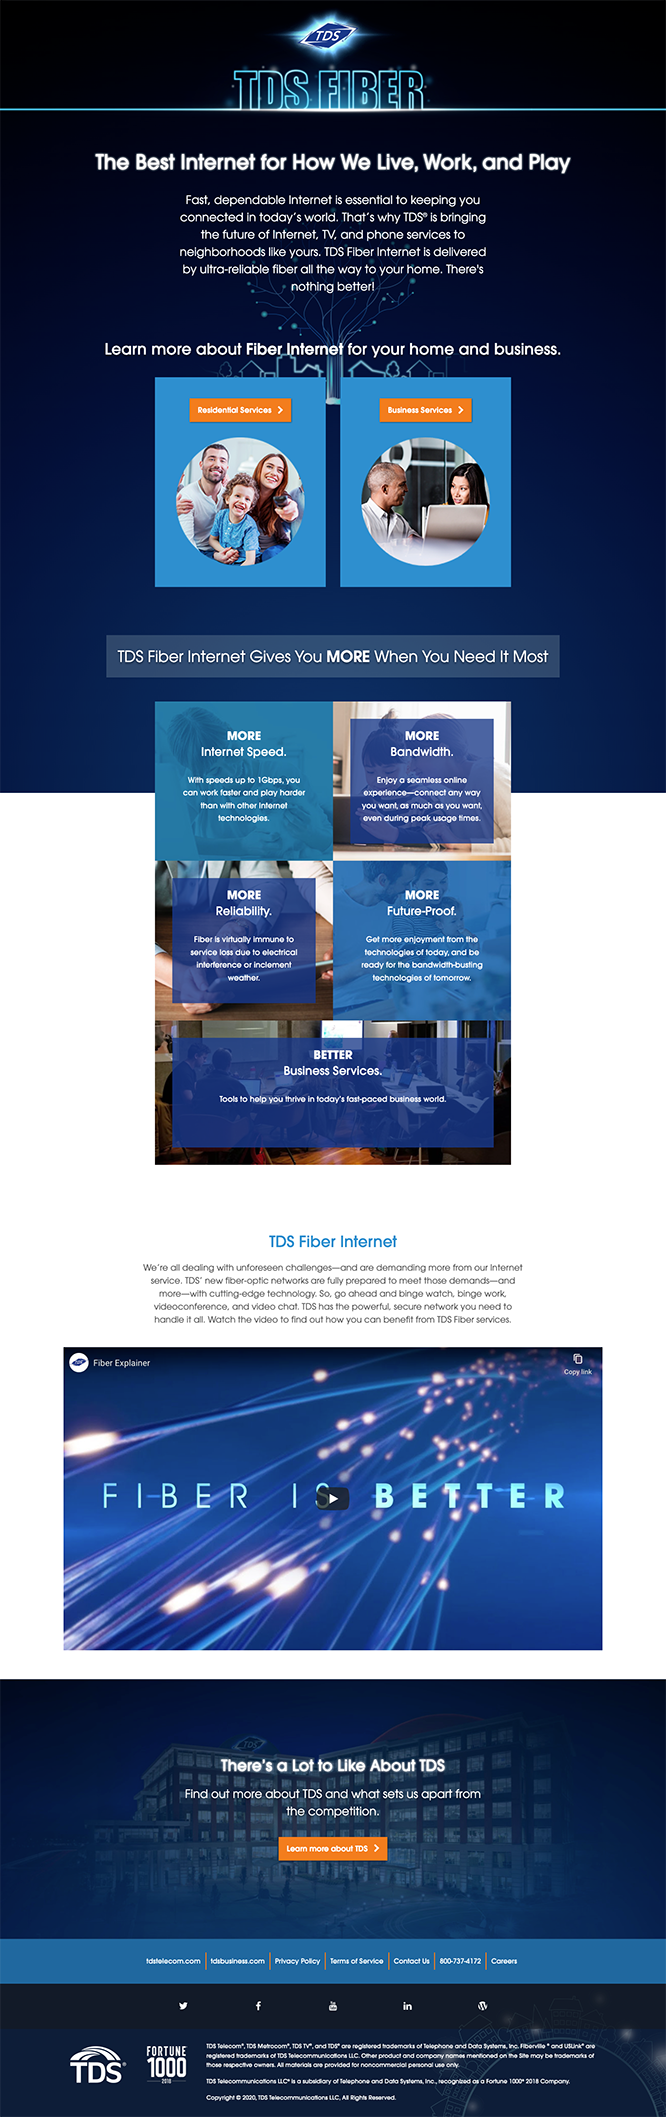 TDS
TDS FIBER
The Best Internet for How We Live, Work, and Play
Fast, dependable Internet is essential to keeping you
connected in today's world. That's why TDS® is bringing
the future of Internet, TV, and phone services to
neighborhoods like yours. TDS Fiber Internet is delivered
by ultra-reliable fiber all the way to your home. There's
nothing better!
Learn more about Fiber Internet for your home and business.
Residential Services
Business Services
TDS Fiber Internet Gives You MORE When You Need It Most
MORE
Internet Speed.
With speeds up to 1Gbps, you
can work faster and play harder
than with other Internet
technologies.
MORE
Bandwidth.
Enjoy a seamless online
experience—connect any way
you want, as much as you want,
even during peak usage times.
MORE
Reliability.
Fiber is virtually immune to
service loss due to electrical
interference or inclement
weather.
MORE
Future-Proof.
Get more enjoyment from the
technologies of today, and be
ready for the bandwidth-busting
technologies of tomorrow.
BETTER
Business Services.
Tools to help you thrive in today's fast-paced business world.
TDS Fiber Internet
We're all dealing with unforeseen challenges—and are demanding more from our Internet
service. TDS' new fiber-optic networks are fully prepared to meet those demands—and
more—with cutting-edge technology. So, go ahead and binge watch, binge work,
videoconference, and video chat. TDS has the powerful, secure network you need to
handle it all. Watch the video to find out how you can benefit from TDS Fiber services.
Fiber Explainer
Copy link
FIBER IS BETTER
TDS
There's a Lot to Like About TDS
Find out more about TDS and what sets us apart from
the competition.
Learn more about TDS
tdstelecom.com
tdsbusiness.com
Privacy Policy
Terms of Service
Contact Us
800-737-4172
Careers
TDS®
FORTUNE
1000
2018
TDS Telecom®, TDS Metrocom®, TDS TV®, and TDS® are registered trademarks of Telephone and Data Systems, Inc. Fiberville ® and USLink® are
registered trademarks of TDS Telecommunications LLC. Other product and company names mentioned on the Site may be trademarks of
those respective owners. All materials are provided for noncommercial personal use only.
TDS Telecommunications LLC® is a subsidiary of Telephone and Data Systems, Inc., recognized as a Fortune 1000® 2018 Company.
Copyright © 2020, TDS Telecommunications LLC, All Rights Reserved.